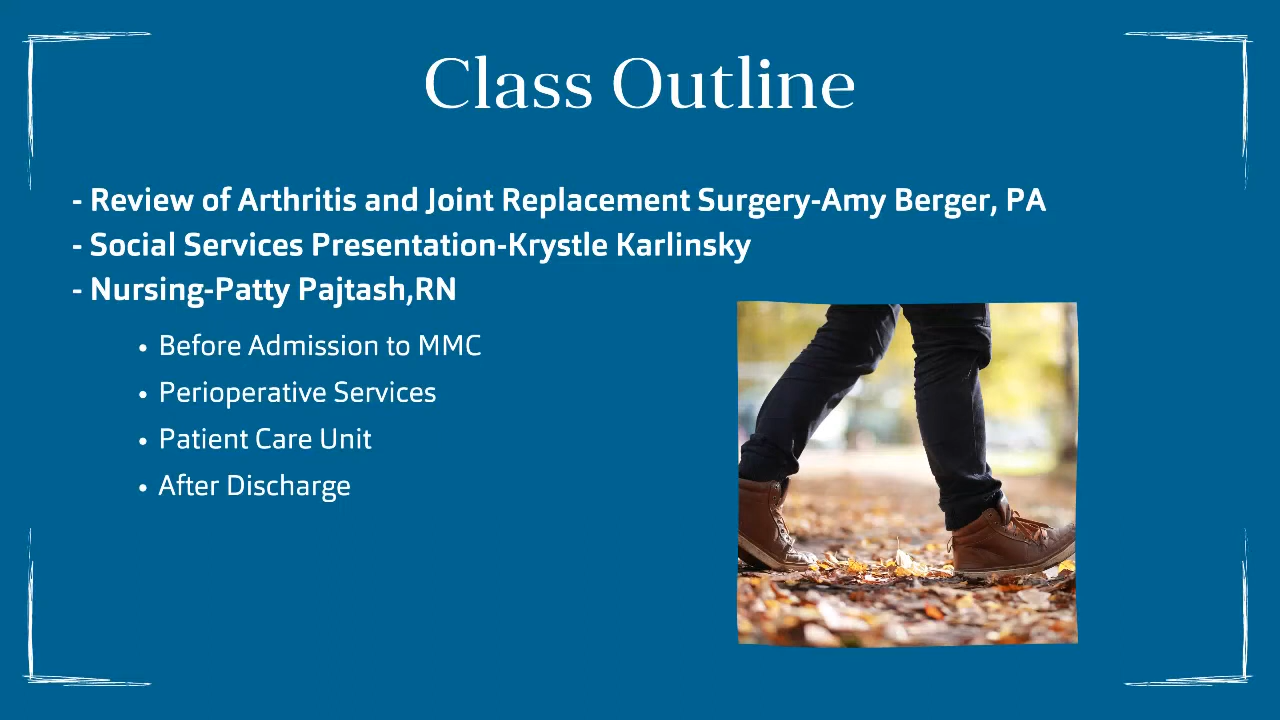 Class Outline
- Review of Arthritis and Joint Replacement Surgery-Amy Berger, PA
- Social Services Presentation-Krystle Karlinsky
- Nursing-Patty Pajtash,RN
• Before Admission to MMC
• Perioperative Services
• Patient Care Unit
• After Discharge